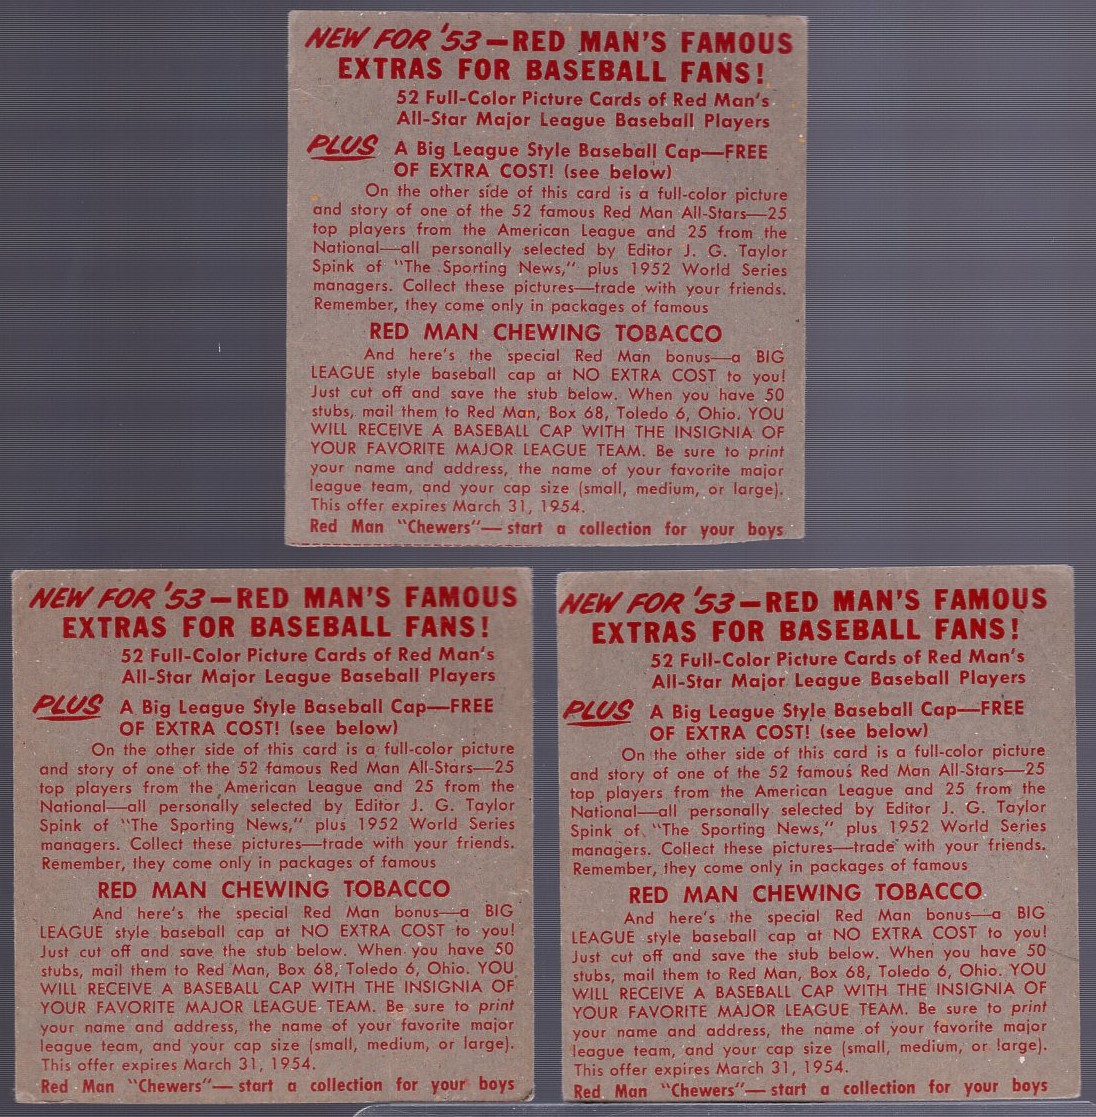 NEW FOR '53—RED MAN'S FAMOUS
EXTRAS FOR BASEBALL FANS!
52 Full-Color Picture Cards of Red Man's
All-Star Major League Baseball Players
PLUS A Big League Style Baseball Cap—FREE
OF EXTRA COST! (see below)
On the other side of this card is a full-color picture
and story of one of the 52 famous Red Man All-Stars—25
top players from the American League and 25 from the
National—all personally selected by Editor J. G. Taylor
Spink of "The Sporting News," plus 1952 World Series
managers. Collect these pictures—trade with your friends.
Remember, they come only in packages of famous
RED MAN CHEWING TOBACCO
And here's the special Red Man bonus—a BIG
LEAGUE style baseball cap at NO EXTRA COST to you!
Just cut off and save the stub below. When you have 50
stubs, mail them to Red Man, Box 68, Toledo 6, Ohio. YOU
WILL RECEIVE A BASEBALL CAP WITH THE INSIGNIA OF
YOUR FAVORITE MAJOR LEAGUE TEAM. Be sure to print
your name and address, the name of your favorite major
league team, and your cap size (small, medium, or large).
This offer expires March 31, 1954.
Red Man "Chewers"—start a collection for your boys
NEW FOR '53—RED MAN'S FAMOUS
EXTRAS FOR BASEBALL FANS!
52 Full-Color Picture Cards of Red Man's
All-Star Major League Baseball Players
PLUS A Big League Style Baseball Cap—FREE
OF EXTRA COST! (see below)
On the other side of this card is a full-color picture
and story of one of the 52 famous Red Man All-Stars—25
top players from the American League and 25 from the
National—all personally selected by Editor J. G. Taylor
Spink of "The Sporting News," plus 1952 World Series
managers. Collect these pictures—trade with your friends.
Remember, they come only in packages of famous
RED MAN CHEWING TOBACCO
And here's the special Red Man bonus—a BIG
LEAGUE style baseball cap at NO EXTRA COST to you!
Just cut off and save the stub below. When you have 50
stubs, mail them to Red Man, Box 68, Toledo 6, Ohio. YOU
WILL RECEIVE A BASEBALL CAP WITH THE INSIGNIA OF
YOUR FAVORITE MAJOR LEAGUE TEAM. Be sure to print
your name and address, the name of your favorite major
league team, and your cap size (small, medium, or large).
This offer expires March 31, 1954.
Red Man "Chewers"—start a collection for your boys
NEW FOR '53—RED MAN'S FAMOUS
EXTRAS FOR BASEBALL FANS!
52 Full-Color Picture Cards of Red Man's
All-Star Major League Baseball Players
PLUS A Big League Style Baseball Cap—FREE
OF EXTRA COST! (see below)
On the other side of this card is a full-color picture
and story of one of the 52 famous Red Man All-Stars—25
top players from the American League and 25 from the
National—all personally selected by Editor J. G. Taylor
Spink of "The Sporting News," plus 1952 World Series
managers. Collect these pictures—trade with your friends.
Remember, they come only in packages of famous
RED MAN CHEWING TOBACCO
And here's the special Red Man bonus—a BIG
LEAGUE style baseball cap at NO EXTRA COST to you!
Just cut off and save the stub below. When you have 50
stubs, mail them to Red Man, Box 68, Toledo 6, Ohio. YOU
WILL RECEIVE A BASEBALL CAP WITH THE INSIGNIA OF
YOUR FAVORITE MAJOR LEAGUE TEAM. Be sure to print
your name and address, the name of your favorite major
league team, and your cap size (small, medium, or large).
This offer expires March 31, 1954.
Red Man "Chewers"—start a collection for your boys